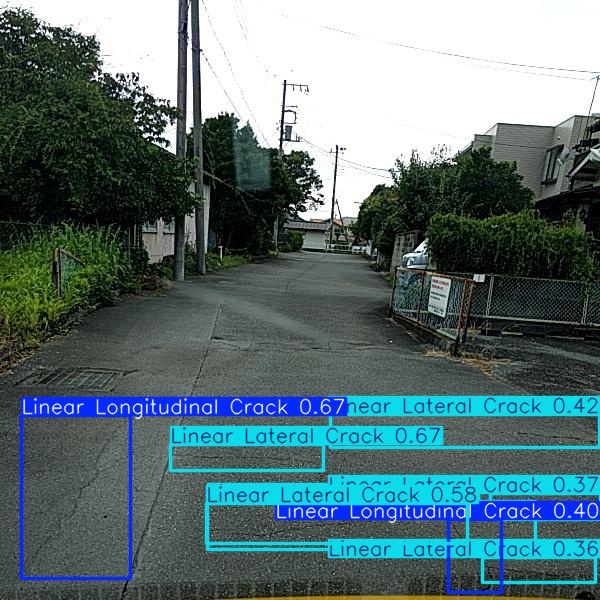 Linear Longitudinal Crack 0.67
near Lateral Crack 0.42
Linear Lateral Crack 0.67
Lateral Crack 0.37
Linear Lateral Crack 0.58
Linear Longitudinal Crack 0.40
Linear Lateral Crack 0.36